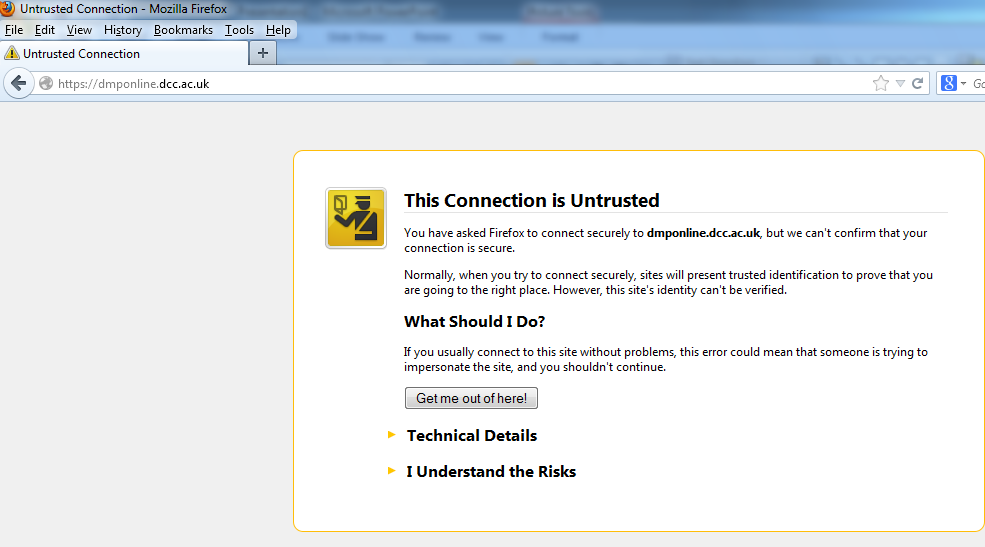 Untrusted Connection - Mozilla Firefox
File Edit View History Bookmarks Tools Help
Untrusted Connection +
https://dmponline.dcc.ac.uk 8 Go
This Connection is Untrusted
You have asked Firefox to connect securely to dmponline.dcc.ac.uk, but we can't confirm that your
connection is secure.
Normally, when you try to connect securely, sites will present trusted identification to prove that you
are going to the right place. However, this site's identity can't be verified.
What Should I Do?
If you usually connect to this site without problems, this error could mean that someone is trying to
impersonate the site, and you shouldn't continue.
Get me out of here!
Technical Details
I Understand the Risks